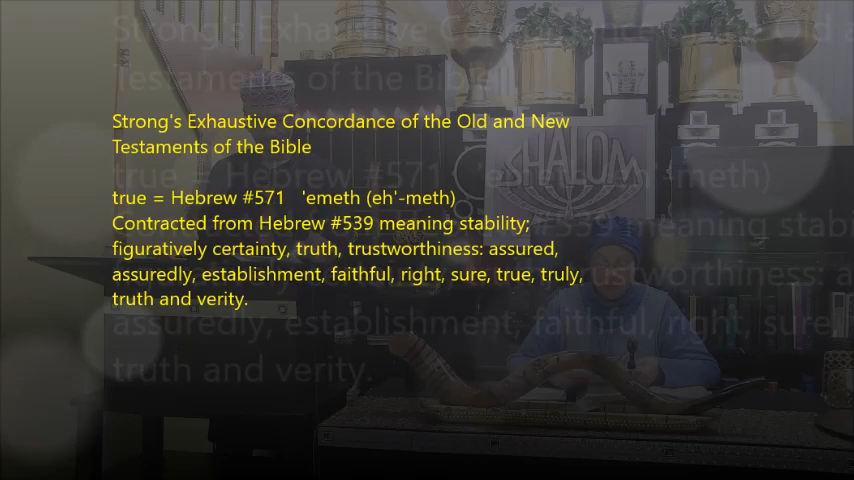 Strong's Exhaustive Concordance of the Old and New
Testaments of the Bible
true = Hebrew #571 'emeth (eh'-meth)
Contracted from Hebrew #539 meaning stability;
figuratively certainty, truth, trustworthiness: assured,
assuredly, establishment, faithful, right, sure, true, truly,
truth and verity.
SHALOM